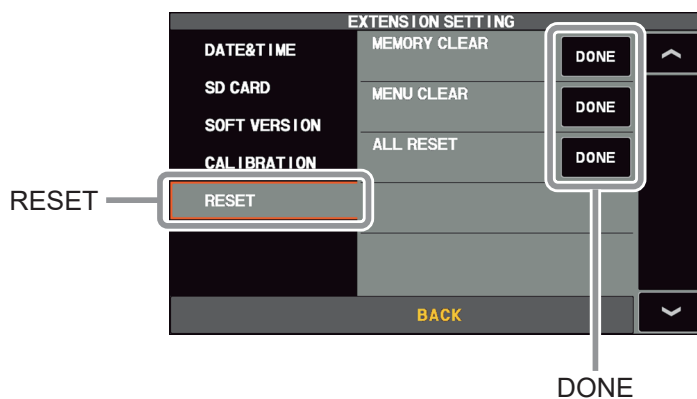 EXTENSION SETTING
DATE&TIME
MEMORY CLEAR
DONE
SD CARD
MENU CLEAR
DONE
SOFT VERSION
ALL RESET
DONE
CALIBRATION
RESET
RESET
BACK
DONE